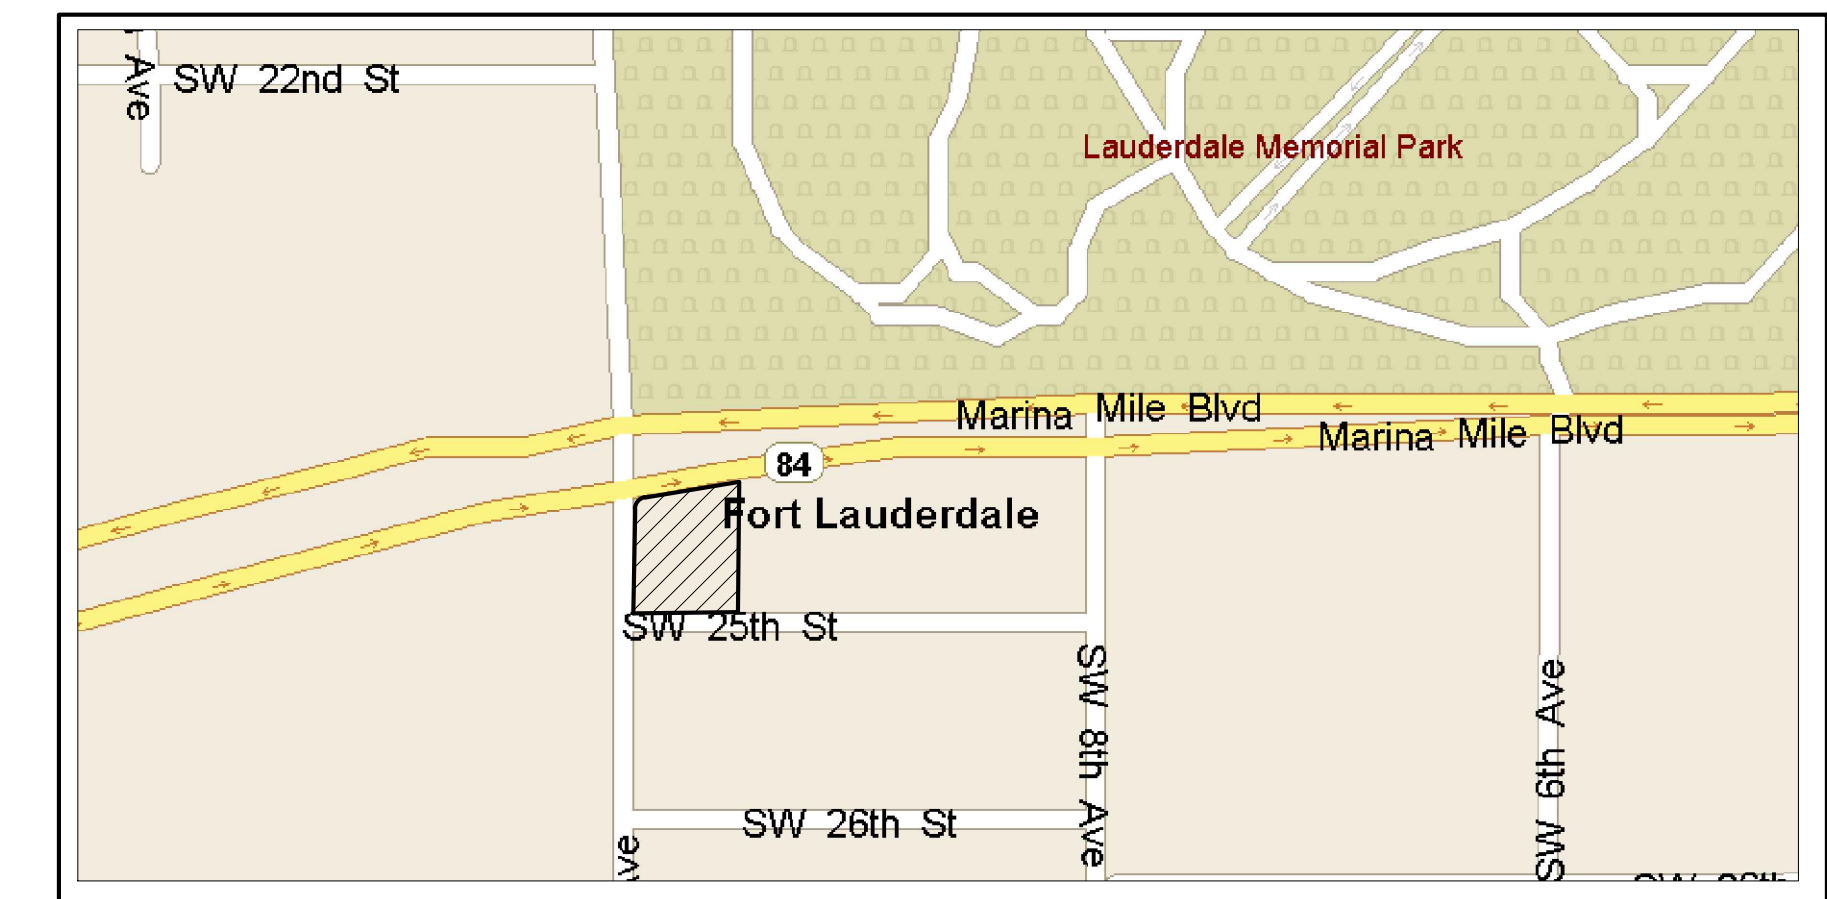 Ave
SW 22nd St
Lauderdale Memorial Park
Marina Mile Blvd
Marina Mile Blvd
84
Fort Lauderdale
SW 25th St
SW 8th Ave
SW 6th Ave
SW 26th St